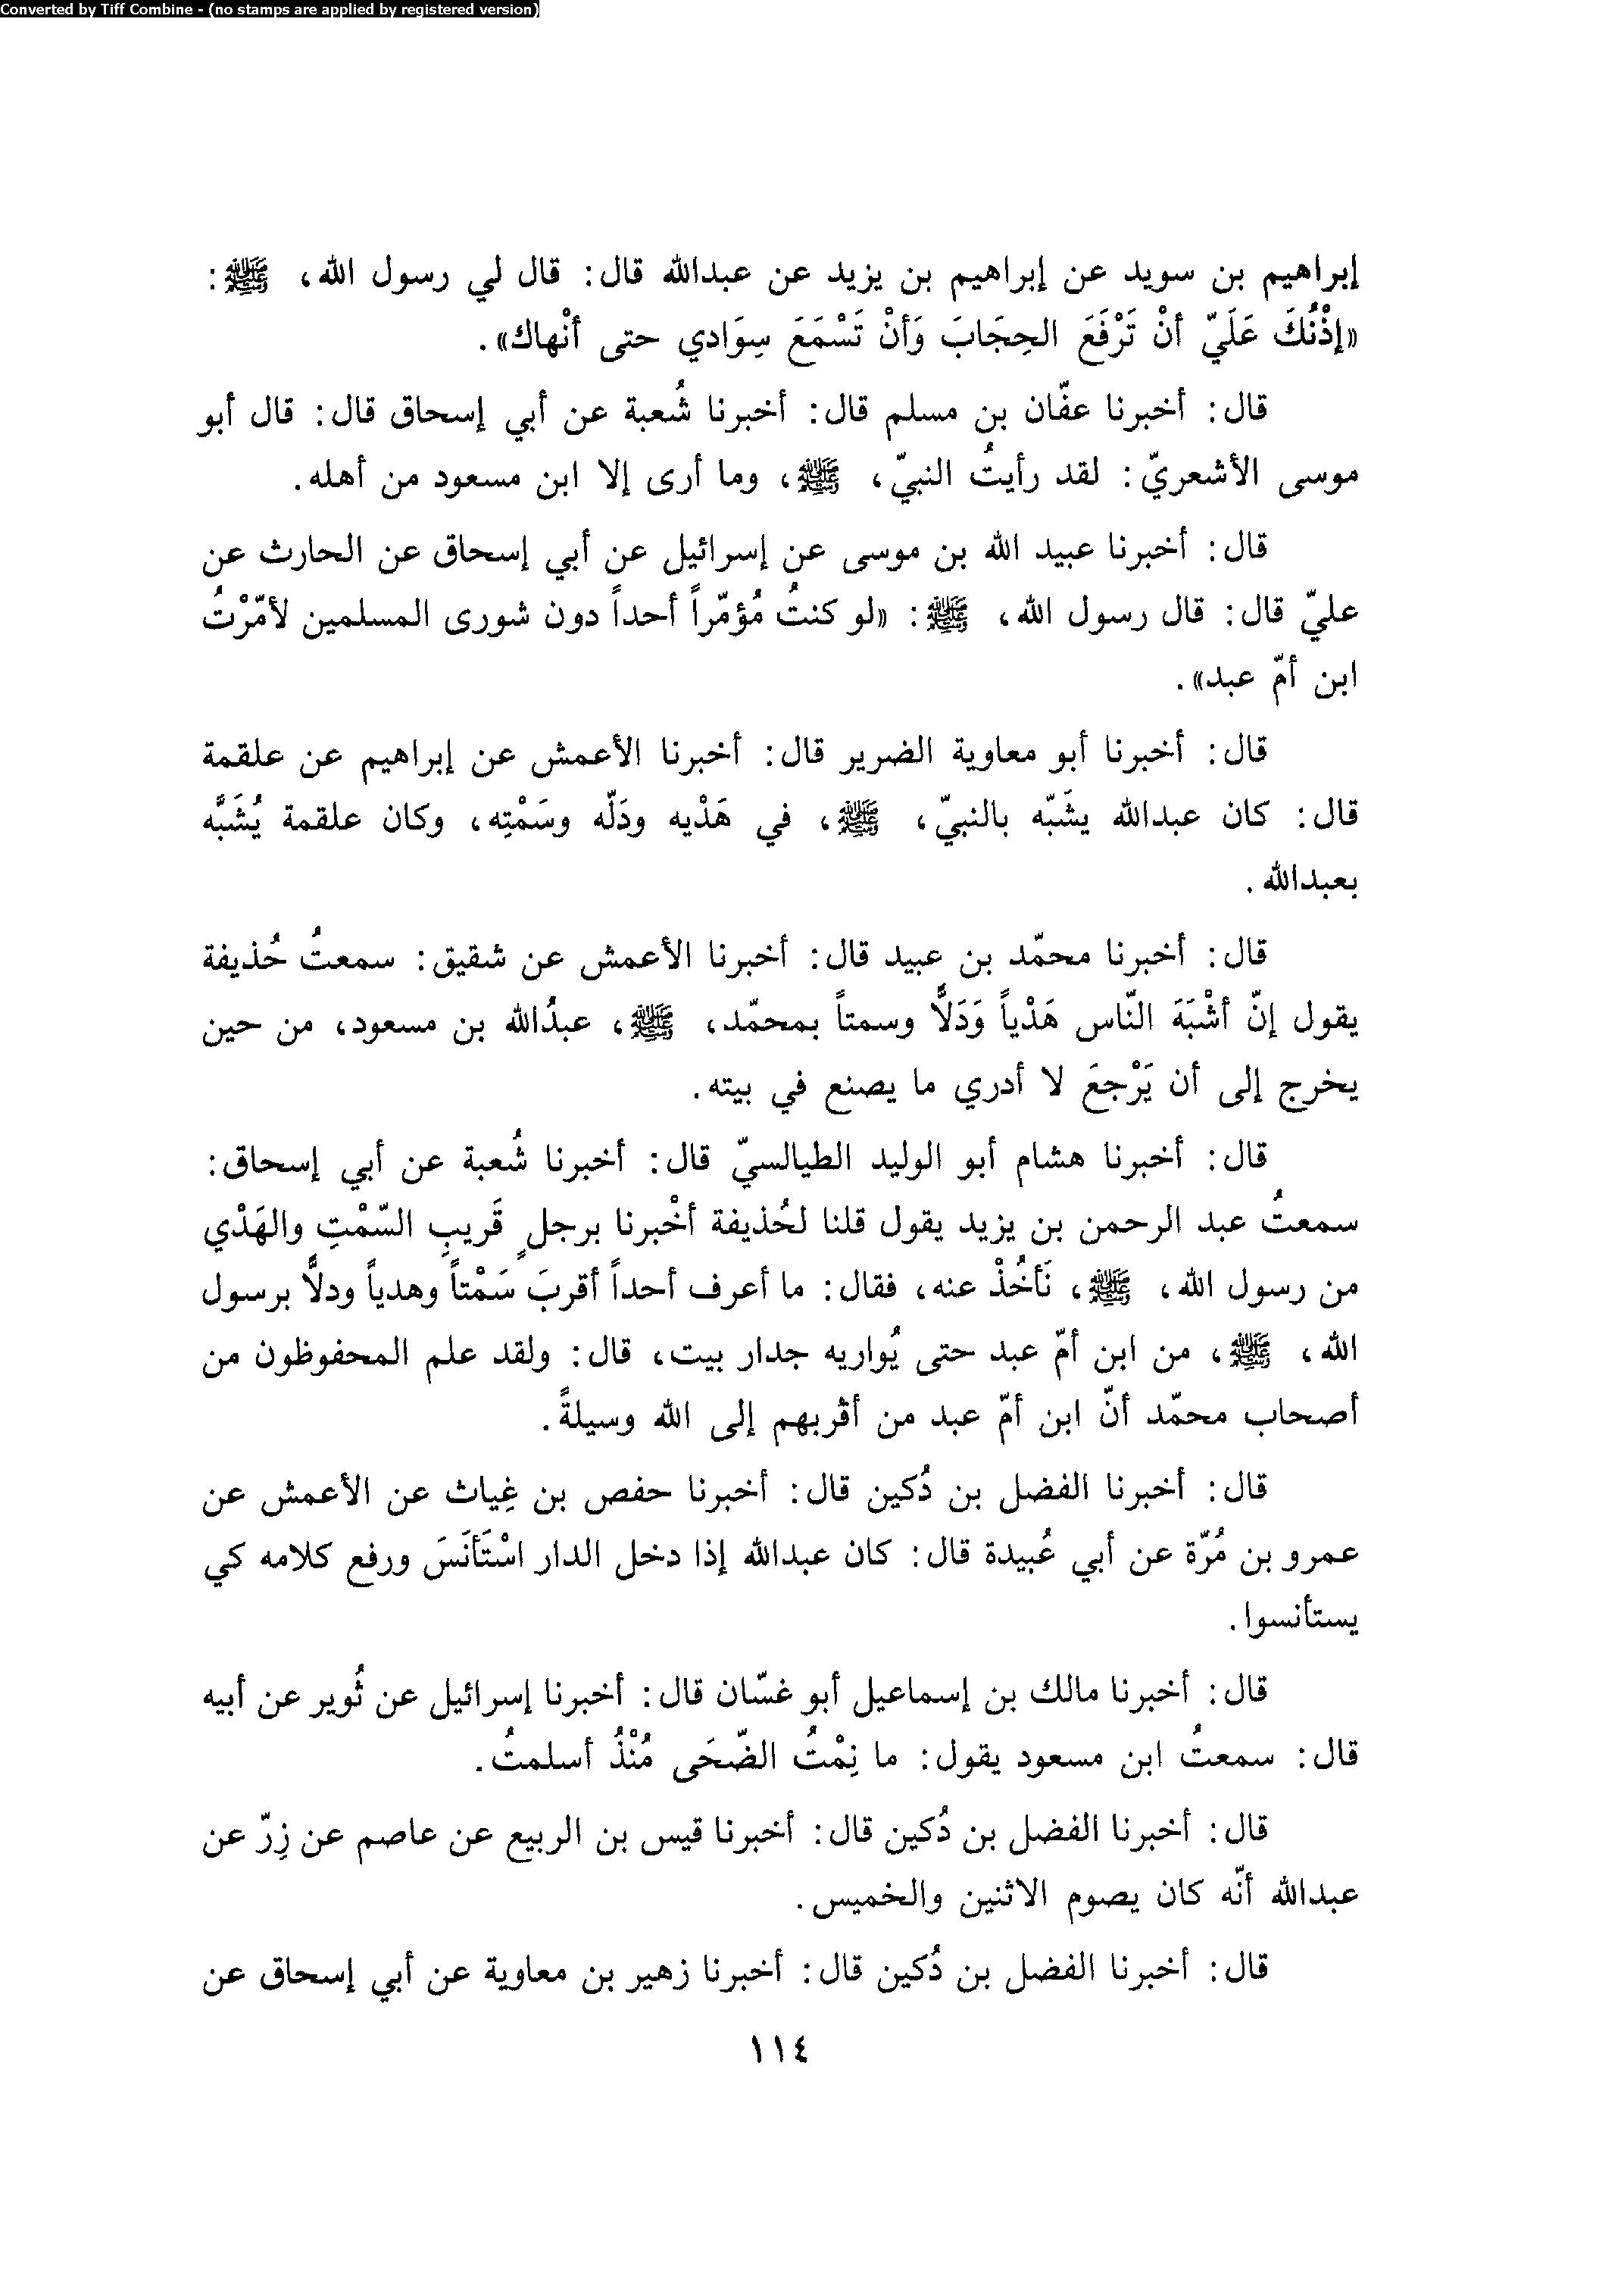 Converted by Tiff Combine - (no stamps are applied by registered version)
إبراهيم بن سويد عن إبراهيم بن يزيد عن عبدالله قال: قال لي رسول الله، ﷺ:
«إذْنُكَ عَلَيّ أنْ تَرْفَعَ الحِجَابَ وَأنْ تَسْمَعَ سِوَادي حتى أنْهاك».
قال: أخبرنا عفّان بن مسلم قال: أخبرنا شُعبة عن أبي إسحاق قال: قال أبو
موسى الأشعريّ: لقد رأيتُ النبيّ، ﷺ، وما أرى إلا ابن مسعود من أهله.
قال: أخبرنا عبيد الله بن موسى عن إسرائيل عن أبي إسحاق عن الحارث عن
عليّ قال: قال رسول الله، ﷺ: «لو كنتُ مُؤمّراً أحداً دون شورى المسلمين لأمّرْتُ
ابن أمّ عبد».
قال: أخبرنا أبو معاوية الضرير قال: أخبرنا الأعمش عن إبراهيم عن علقمة
قال: كان عبدالله يشَبّه بالنبيّ، ﷺ، في هَدْيه ودَلّه وسَمْتِه، وكان علقمة يُشَبَّه
بعبدالله.
قال: أخبرنا محمّد بن عبيد قال: أخبرنا الأعمش عن شقيق: سمعتُ حُذيفة
يقول إنّ أشْبَهَ النّاس هَدْياً وَدَلًّا وسمتاً بمحمّد، ﷺ، عبدُالله بن مسعود، من حين
يخرج إلى أن يَرْجعَ لا أدري ما يصنع في بيته.
قال: أخبرنا هشام أبو الوليد الطيالسيّ قال: أخبرنا شُعبة عن أبي إسحاق:
سمعتُ عبد الرحمن بن يزيد يقول قلنا لحُذيفة أخْبرنا برجلٍ قَريبِ السّمْتِ والهَدْي
من رسول الله، ﷺ، نَأخُذْ عنه، فقال: ما أعرف أحداً أقربَ سَمْتاً وهدياً ودلًّا برسول
الله، ﷺ، من ابن أمّ عبد حتى يُواريه جدار بيت، قال: ولقد علم المحفوظون من
أصحاب محمّد أنّ ابن أمّ عبد من أقربهم إلى الله وسيلةً.
قال: أخبرنا الفضل بن دُكين قال: أخبرنا حفص بن غِياث عن الأعمش عن
عمرو بن مُرّة عن أبي عُبيدة قال: كان عبدالله إذا دخل الدار اسْتَأنَسَ ورفع كلامه كي
يستأنسوا.
قال: أخبرنا مالك بن إسماعيل أبو غسّان قال: أخبرنا إسرائيل عن ثُوير عن أبيه
قال: سمعتُ ابن مسعود يقول: ما نِمْتُ الضّحَى مُنْذُ أسلمتُ.
قال: أخبرنا الفضل بن دُكين قال: أخبرنا قيس بن الربيع عن عاصم عن زِرّ عن
عبدالله أنّه كان يصوم الاثنين والخميس.
قال: أخبرنا الفضل بن دُكين قال: أخبرنا زهير بن معاوية عن أبي إسحاق عن
١١٤